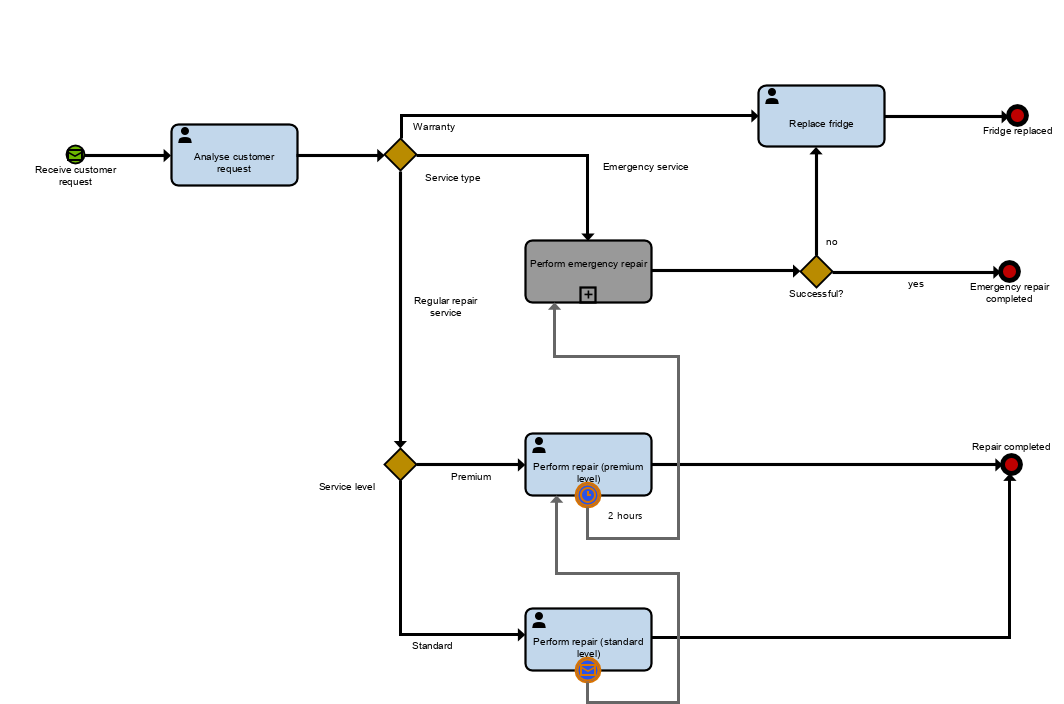 Warranty
Replace fridge
Fridge replaced
Receive customer
request
Analyse customer
request
Service type
Emergency service
Perform emergency repair
no
Successful?
yes
Emergency repair
completed
Regular repair
service
Service level
Premium
Perform repair (premium
level)
2 hours
Repair completed
Standard
Perform repair (standard
level)